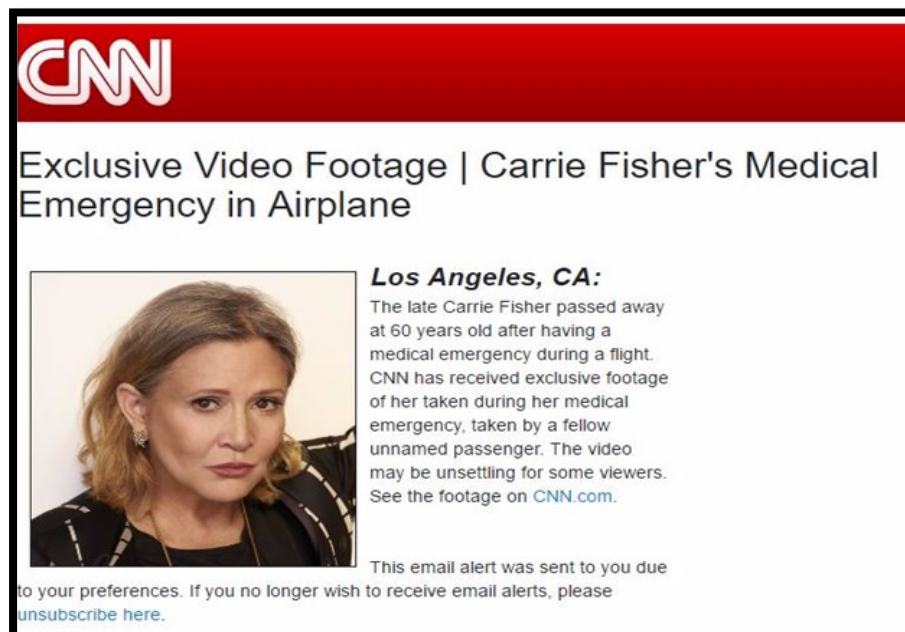 CNN
Exclusive Video Footage | Carrie Fisher's Medical
Emergency in Airplane
Los Angeles, CA:
The late Carrie Fisher passed away
at 60 years old after having a
medical emergency during a flight.
CNN has received exclusive footage
of her taken during her medical
emergency, taken by a fellow
unnamed passenger. The video
may be unsettling for some viewers.
See the footage on CNN.com.
This email alert was sent to you due
to your preferences. If you no longer wish to receive email alerts, please
unsubscribe here.